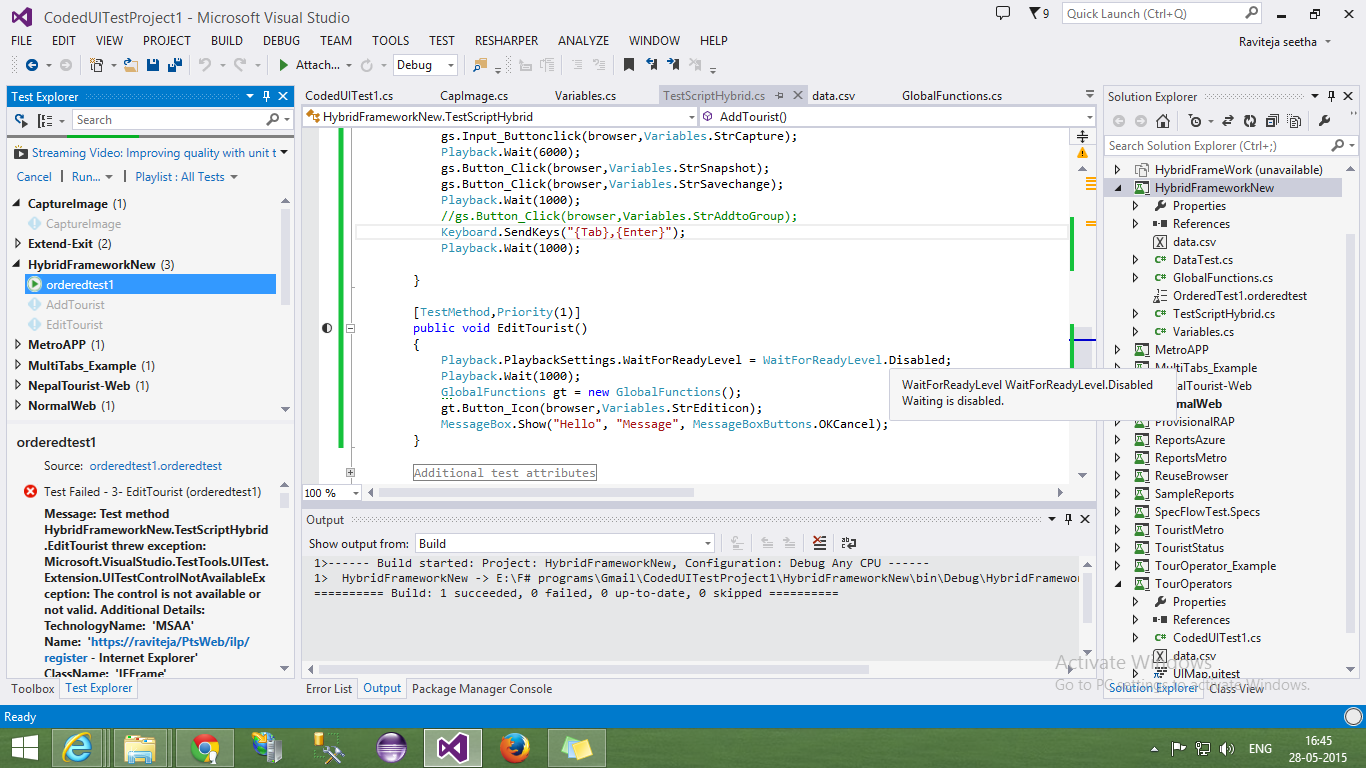 CodedUITestProject1 - Microsoft Visual Studio
9
Quick Launch (Ctrl+Q)
FILE EDIT VIEW PROJECT BUILD DEBUG TEAM TOOLS TEST RESHARPER ANALYZE WINDOW HELP
Raviteja seetha
Attach... Debug
Test Explorer
Search
Streaming Video: Improving quality with unit t
Cancel Run... Playlist : All Tests
CaptureImage (1)
CaptureImage
Extend-Exit (2)
HybridFrameworkNew (3)
orderedtest1
AddTourist
EditTourist
MetroAPP (1)
MultiTabs_Example (1)
NepalTourist-Web (1)
NormalWeb (1)
orderedtest1
Source: orderedtest1.orderedtest
Test Failed - 3- EditTourist (orderedtest1)
Message: Test method
HybridFrameworkNew.TestScriptHybrid
.EditTourist threw exception:
Microsoft.VisualStudio.TestTools.UITest.
Extension.UITestControlNotAvailableEx
ception: The control is not available or
not valid. Additional Details:
TechnologyName: 'MSAA'
Name: 'https://raviteja/PtsWeb/ilp/
register - Internet Explorer'
ClassName: 'IEFrame'
Toolbox Test Explorer
CodedUITest1.cs CapImage.cs Variables.cs TestScriptHybrid.cs data.csv GlobalFunctions.cs
HybridFrameworkNew.TestScriptHybrid AddTourist()
gs.Input_Buttonclick(browser,Variables.StrCapture);
Playback.Wait(6000);
gs.Button_Click(browser,Variables.StrSnapshot);
gs.Button_Click(browser,Variables.StrSavechange);
Playback.Wait(1000);
//gs.Button_Click(browser,Variables.StrAddtoGroup);
Keyboard.SendKeys("{Tab},{Enter}");
Playback.Wait(1000);
}
[TestMethod,Priority(1)]
public void EditTourist()
{
Playback.PlaybackSettings.WaitForReadyLevel = WaitForReadyLevel.Disabled;
Playback.Wait(1000);
GlobalFunctions gt = new GlobalFunctions();
gt.Button_Icon(browser,Variables.StrEditicon);
MessageBox.Show("Hello", "Message", MessageBoxButtons.OKCancel);
}
Additional test attributes
WaitForReadyLevel WaitForReadyLevel.Disabled
Waiting is disabled.
100 %
Output
Show output from: Build
1>------ Build started: Project: HybridFrameworkNew, Configuration: Debug Any CPU ------
1> HybridFrameworkNew -> E:\F# programs\Gmail\CodedUITestProject1\HybridFrameworkNew\bin\Debug\HybridFramewor
========== Build: 1 succeeded, 0 failed, 0 up-to-date, 0 skipped ==========
Error List Output Package Manager Console
Solution Explorer
Search Solution Explorer (Ctrl+;)
HybridFrameWork (unavailable)
HybridFrameworkNew
Properties
References
data.csv
DataTest.cs
GlobalFunctions.cs
OrderedTest1.orderedtest
TestScriptHybrid.cs
Variables.cs
MetroAPP
MultiTabs_Example
alTourist-Web
malWeb
ProvisionalRAP
ReportsAzure
ReportsMetro
ReuseBrowser
SampleReports
SpecFlowTest.Specs
TouristMetro
TouristStatus
TourOperator_Example
TourOperators
Properties
References
CodedUITest1.cs
data.csv
UIMap.uitest
Solution Explorer Class View
Activate Windows
Go to PC settings to activate Windows.
Ready
ENG
16:45
28-05-2015